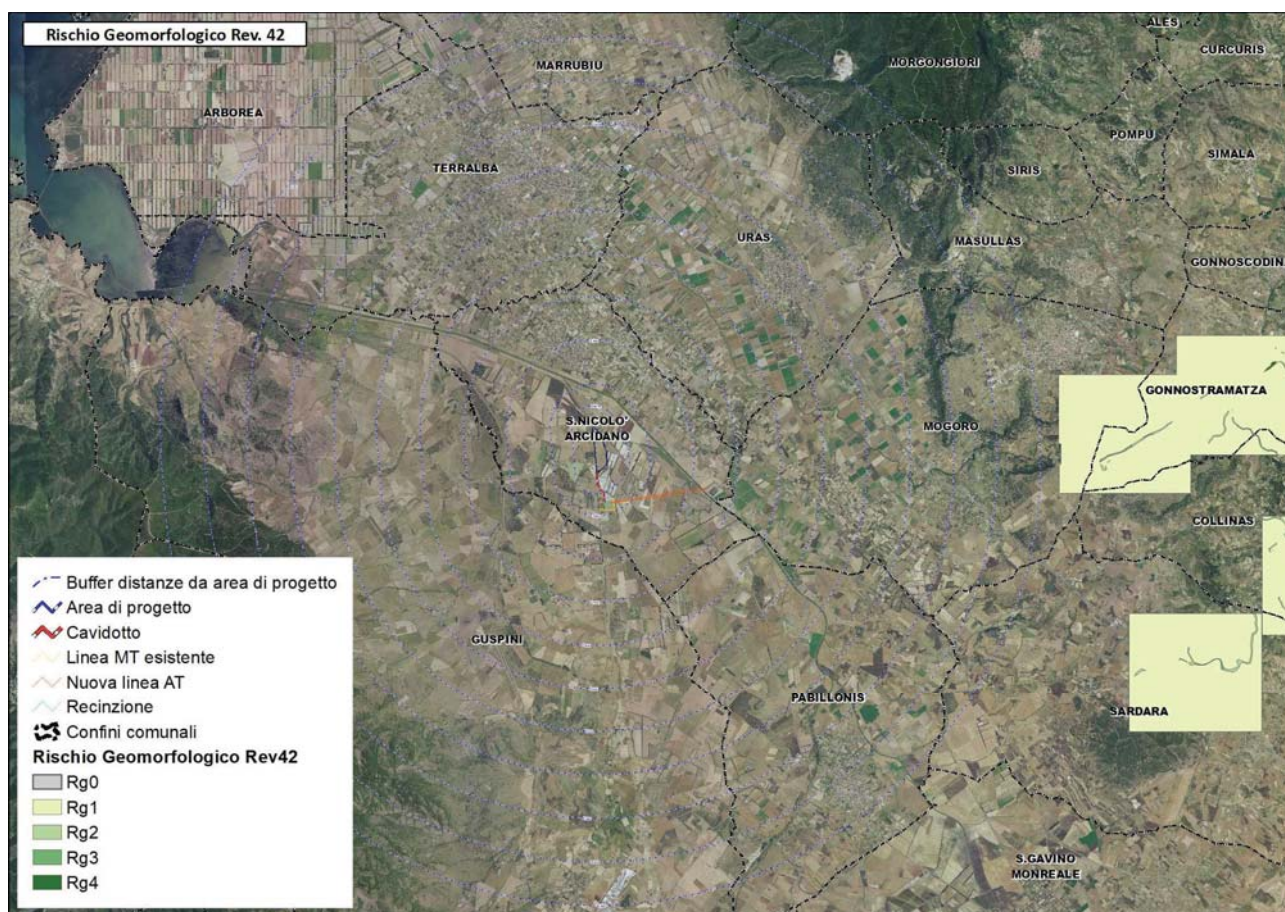 Rischio Geomorfologico Rev. 42
ALES
CURCURIS
MARRUBIU
MORGONGIORI
ARBOREA
POMPU
SIMALA
TERRALBA
SIRIS
URAS
MASULLAS
GONNOSCODIN
GONNOSTRAMATZA
S.NICOLO'
ARCIDANO
MOGORO
COLLINAS
GUSPINI
PABILLONIS
SARDARA
S.GAVINO
MONREALE
Buffer distanze da area di progetto
Area di progetto
Cavidotto
Linea MT esistente
Nuova linea AT
Recinzione
Confini comunali
Rischio Geomorfologico Rev42
Rg0
Rg1
Rg2
Rg3
Rg4